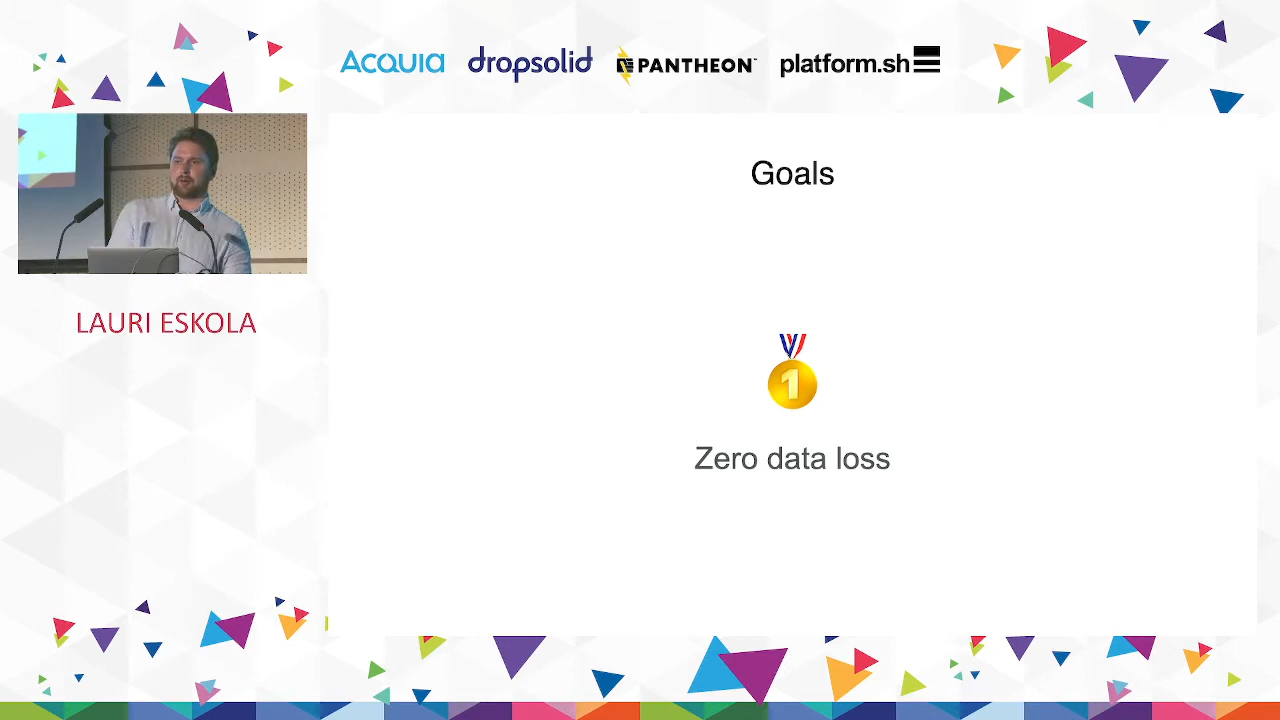 ACQUIA dropsolid PANTHEON platform.sh
Goals
LAURI ESKOLA
1
Zero data loss